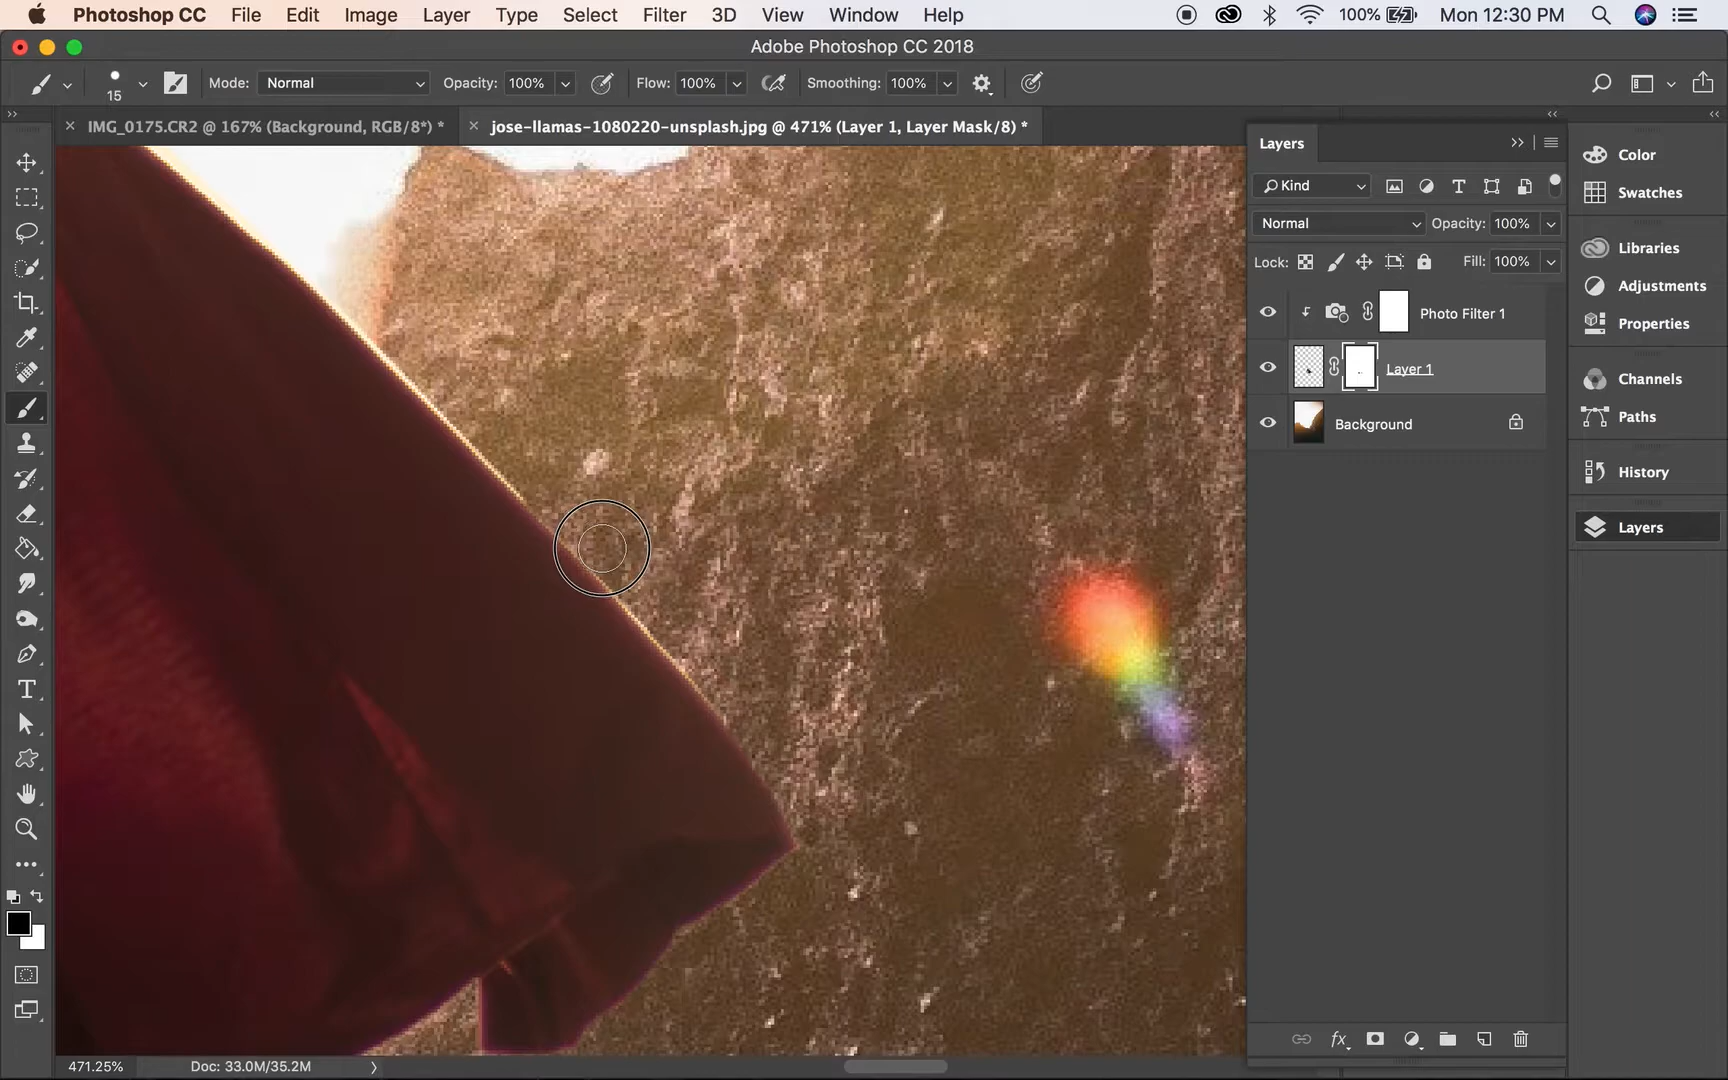 Photoshop CC File Edit Image Layer Type Select Filter 3D View Window Help 100% Mon 12:30 PM
Adobe Photoshop CC 2018
15 Mode: Normal Opacity: 100% Flow: 100% Smoothing: 100%
IMG_0175.CR2 @ 167% (Background, RGB/8*) * jose-llamas-1080220-unsplash.jpg @ 471% (Layer 1, Layer Mask/8) *
Layers
Kind
Normal Opacity: 100%
Lock: Fill: 100%
Photo Filter 1
Layer 1
Background
Color
Swatches
Libraries
Adjustments
Properties
Channels
Paths
History
Layers
471.25% Doc: 33.0M/35.2M